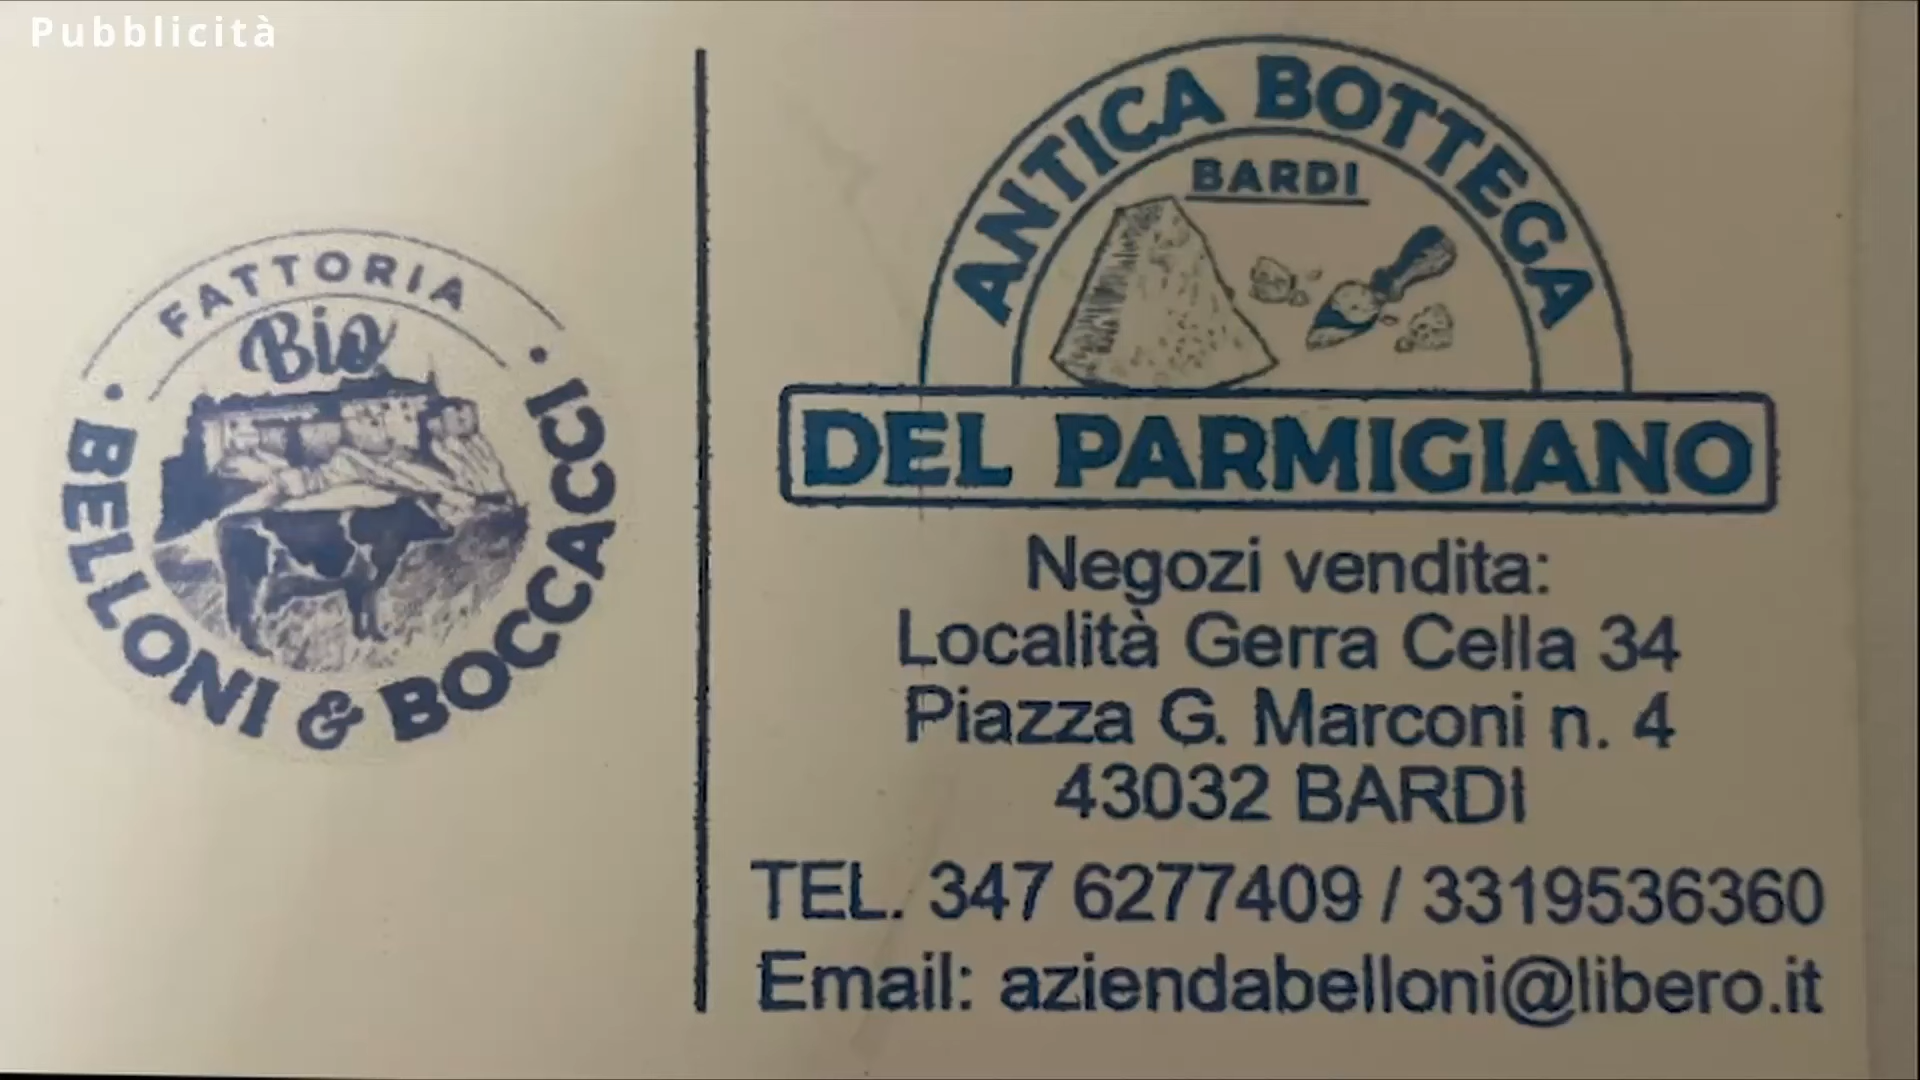 Pubblicità
FATTORIA
Bio
BELLONI & BOCCACCI
ANTICA BOTTEGA
BARDI
DEL PARMIGIANO
Negozi vendita:
Località Gerra Cella 34
Piazza G. Marconi n. 4
43032 BARDI
TEL. 347 6277409 / 3319536360
Email: aziendabelloni@libero.it